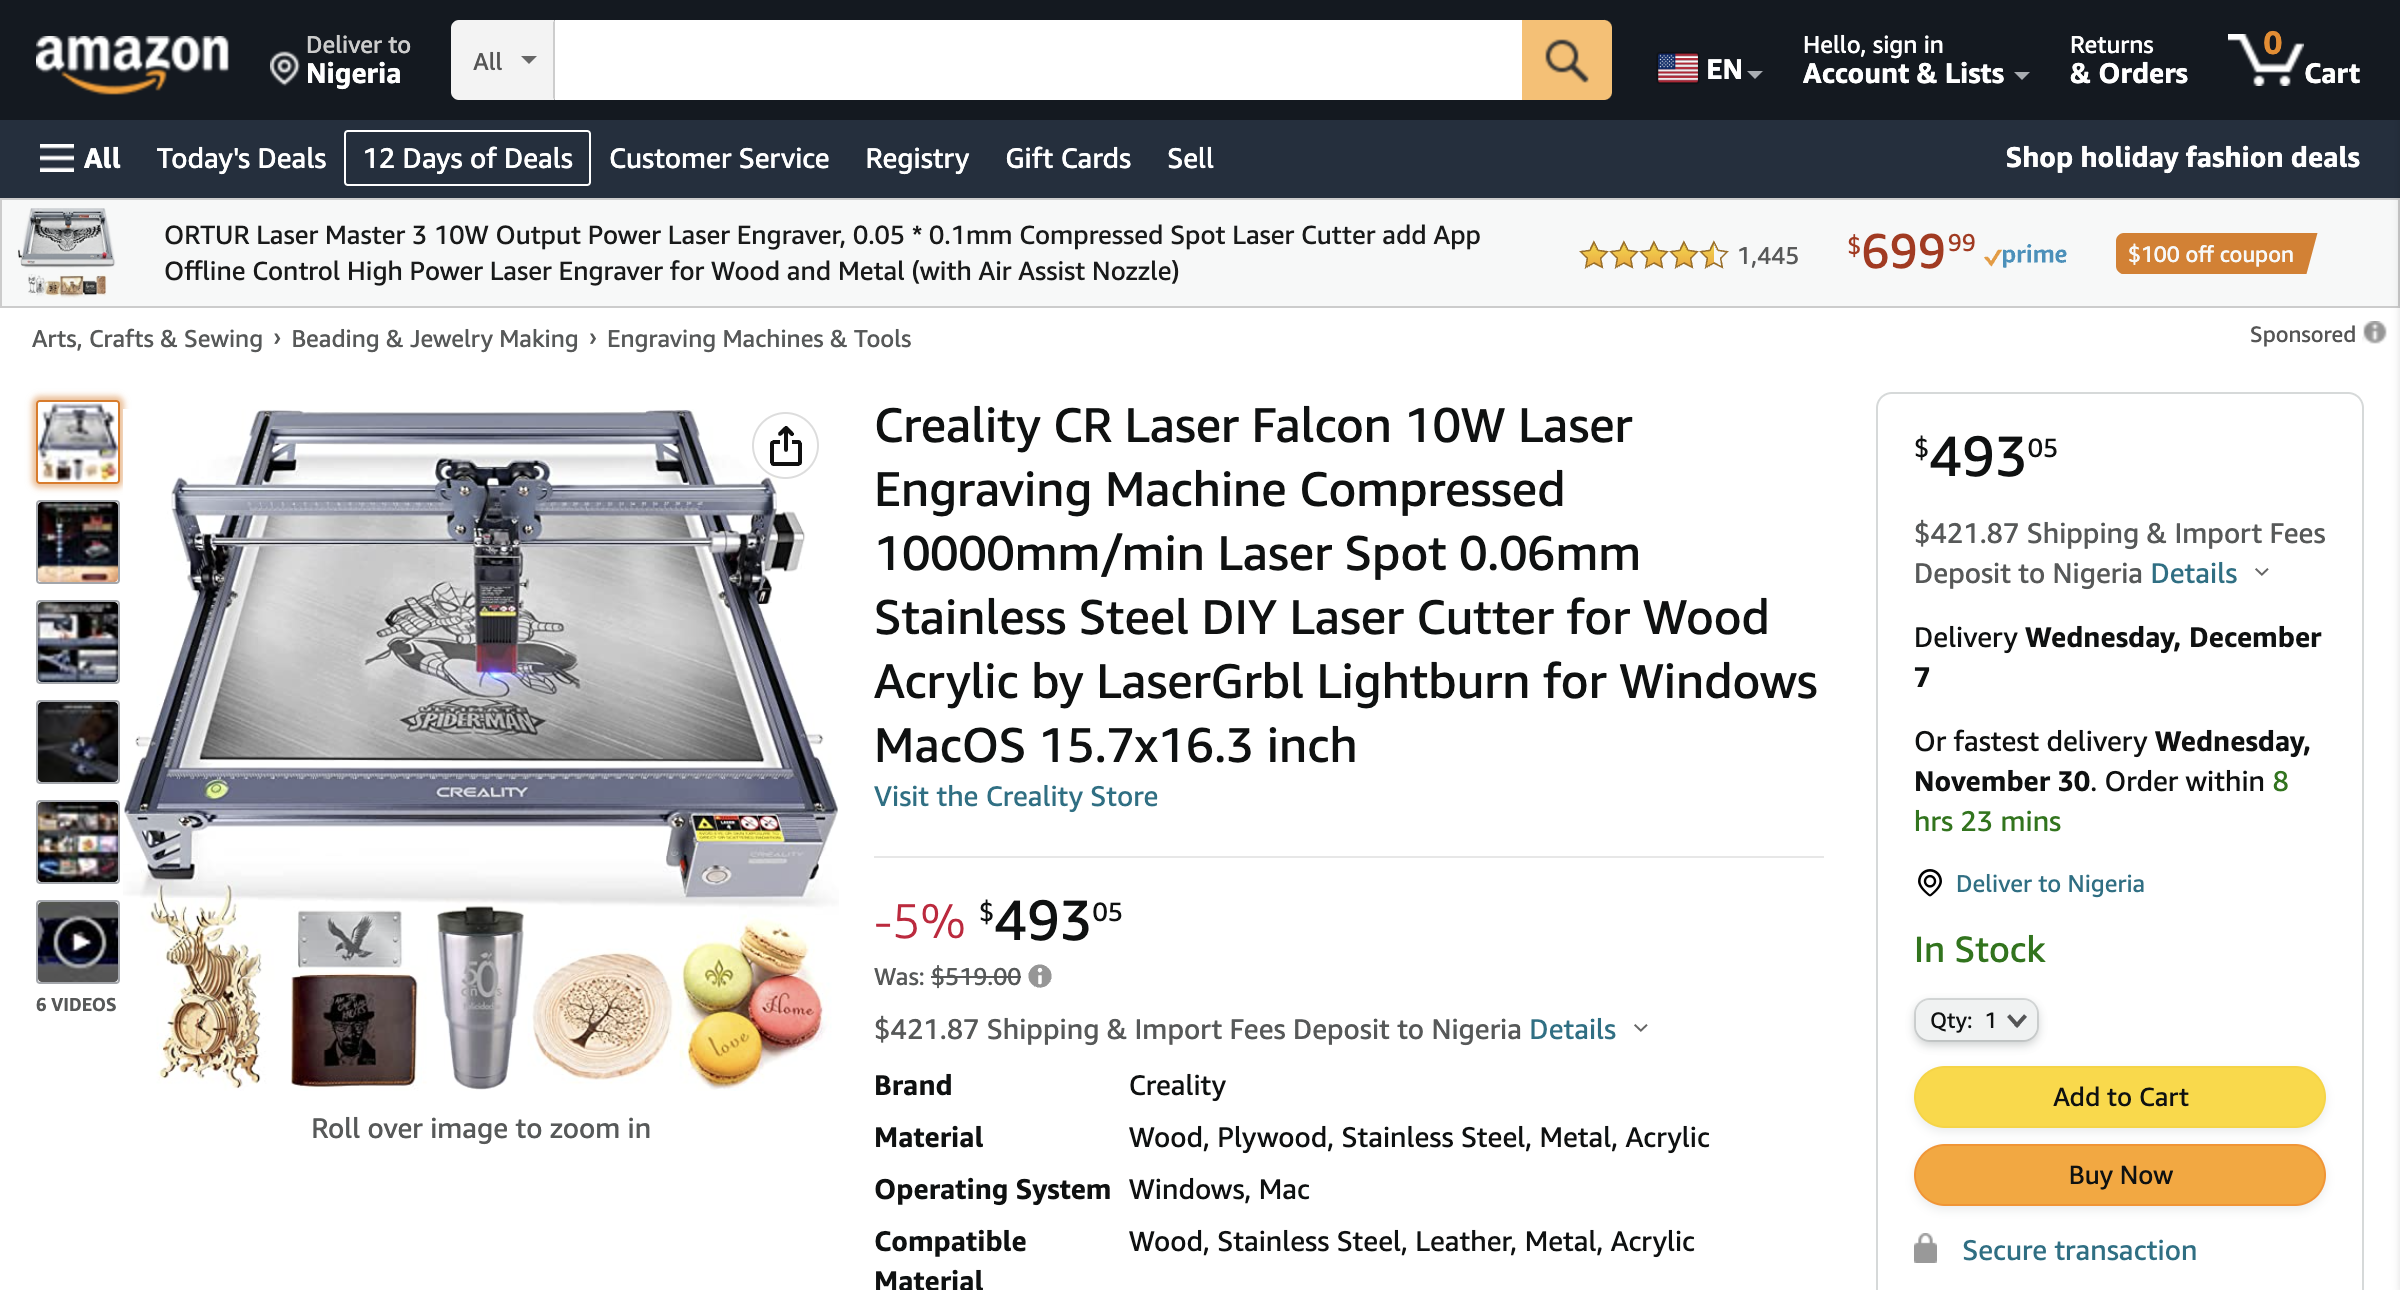 amazon
Deliver to
Nigeria
All
EN
Hello, sign in
Account & Lists
Returns
& Orders
0
Cart
All
Today's Deals
12 Days of Deals
Customer Service
Registry
Gift Cards
Sell
Shop holiday fashion deals
ORTUR Laser Master 3 10W Output Power Laser Engraver, 0.05 * 0.1mm Compressed Spot Laser Cutter add App
Offline Control High Power Laser Engraver for Wood and Metal (with Air Assist Nozzle)
1,445
$699.99
prime
$100 off coupon
Arts, Crafts & Sewing › Beading & Jewelry Making › Engraving Machines & Tools
Sponsored
6 VIDEOS
SPIDER-MAN
CREALITY
Home
love
Roll over image to zoom in
Creality CR Laser Falcon 10W Laser
Engraving Machine Compressed
10000mm/min Laser Spot 0.06mm
Stainless Steel DIY Laser Cutter for Wood
Acrylic by LaserGrbl Lightburn for Windows
MacOS 15.7x16.3 inch
Visit the Creality Store
-5% $493 05
Was: $519.00
$421.87 Shipping & Import Fees Deposit to Nigeria Details
Brand Creality
Material Wood, Plywood, Stainless Steel, Metal, Acrylic
Operating System Windows, Mac
Compatible Wood, Stainless Steel, Leather, Metal, Acrylic
Material
$493 05
$421.87 Shipping & Import Fees
Deposit to Nigeria Details
Delivery Wednesday, December
7
Or fastest delivery Wednesday,
November 30. Order within 8
hrs 23 mins
Deliver to Nigeria
In Stock
Qty: 1
Add to Cart
Buy Now
Secure transaction